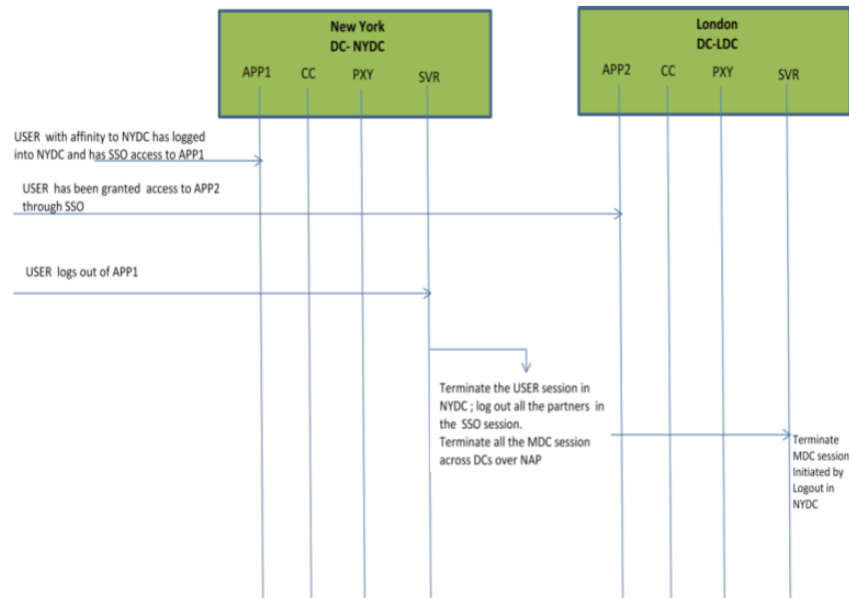 New York
DC- NYDC
APP1 CC PXY SVR
London
DC-LDC
APP2 CC PXY SVR
USER with affinity to NYDC has logged
into NYDC and has SSO access to APP1
USER has been granted access to APP2
through SSO
USER logs out of APP1
Terminate the USER session in
NYDC ; log out all the partners in
the SSO session.
Terminate all the MDC session
across DCs over NAP
Terminate
MDC session
Initiated by
Logout in
NYDC